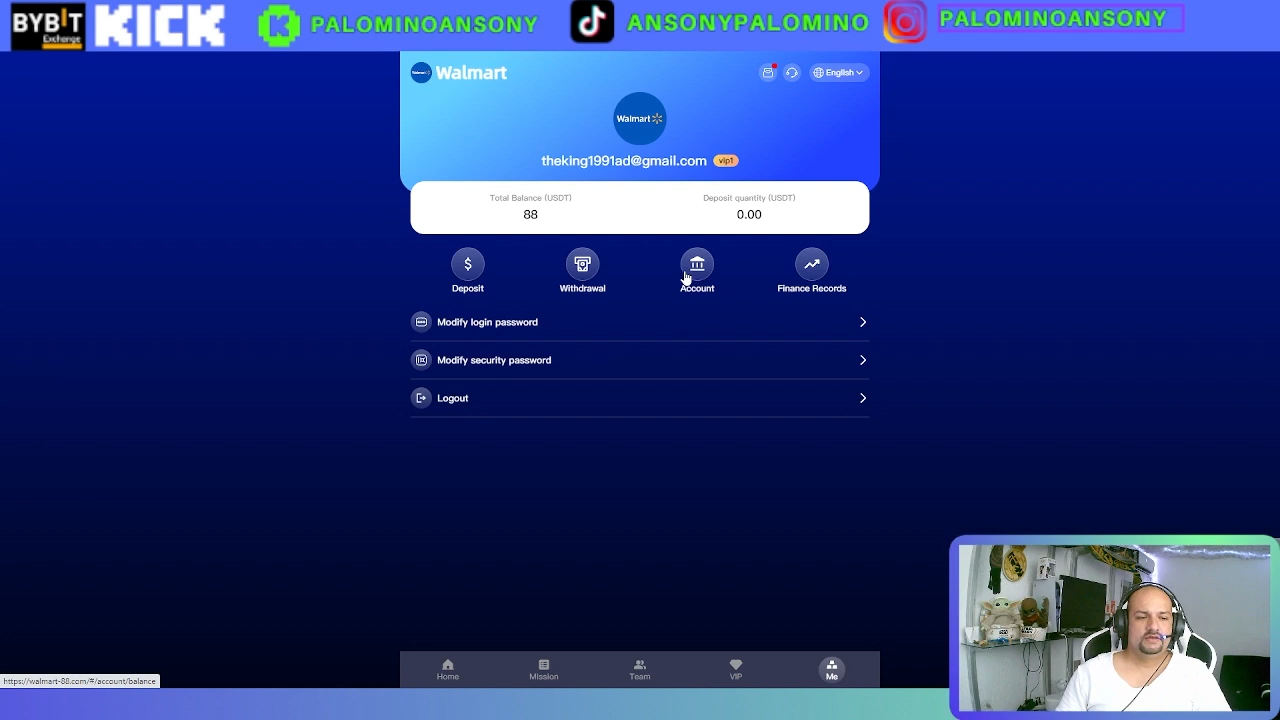 BYBIT
Exchange
KICK
PALOMINOANSONY
ANSONYPALOMINO
PALOMINOANSONY
Walmart
English
Walmart
theking1991ad@gmail.com
vip1
Total Balance (USDT)
Deposit quantity (USDT)
88
0.00
Deposit
Withdrawal
Account
Finance Records
Modify login password
Modify security password
Logout
Home
Mission
Team
VIP
Me
https://walmart-88.com/#/account/balance